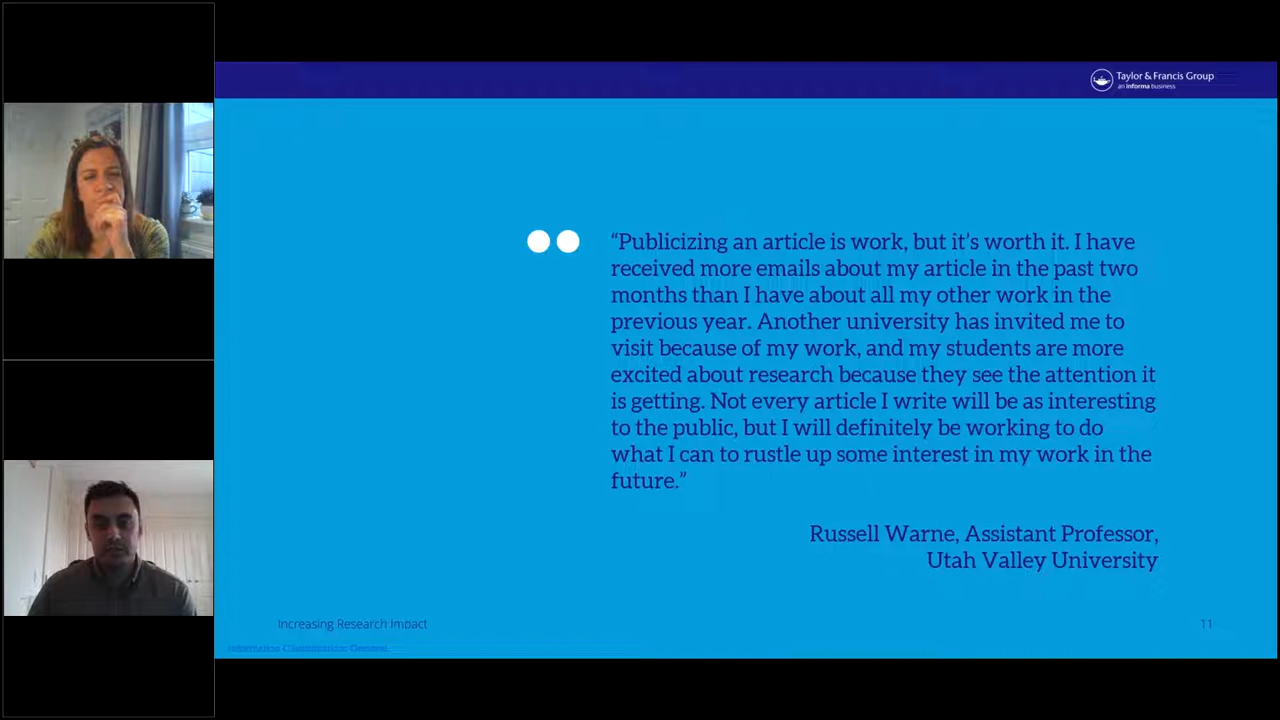 Taylor & Francis Group
an informa business
“Publicizing an article is work, but it’s worth it. I have
received more emails about my article in the past two
months than I have about all my other work in the
previous year. Another university has invited me to
visit because of my work, and my students are more
excited about research because they see the attention it
is getting. Not every article I write will be as interesting
to the public, but I will definitely be working to do
what I can to rustle up some interest in my work in the
future.”
Russell Warne, Assistant Professor,
Utah Valley University
Increasing Research Impact
11
Information Classification: General